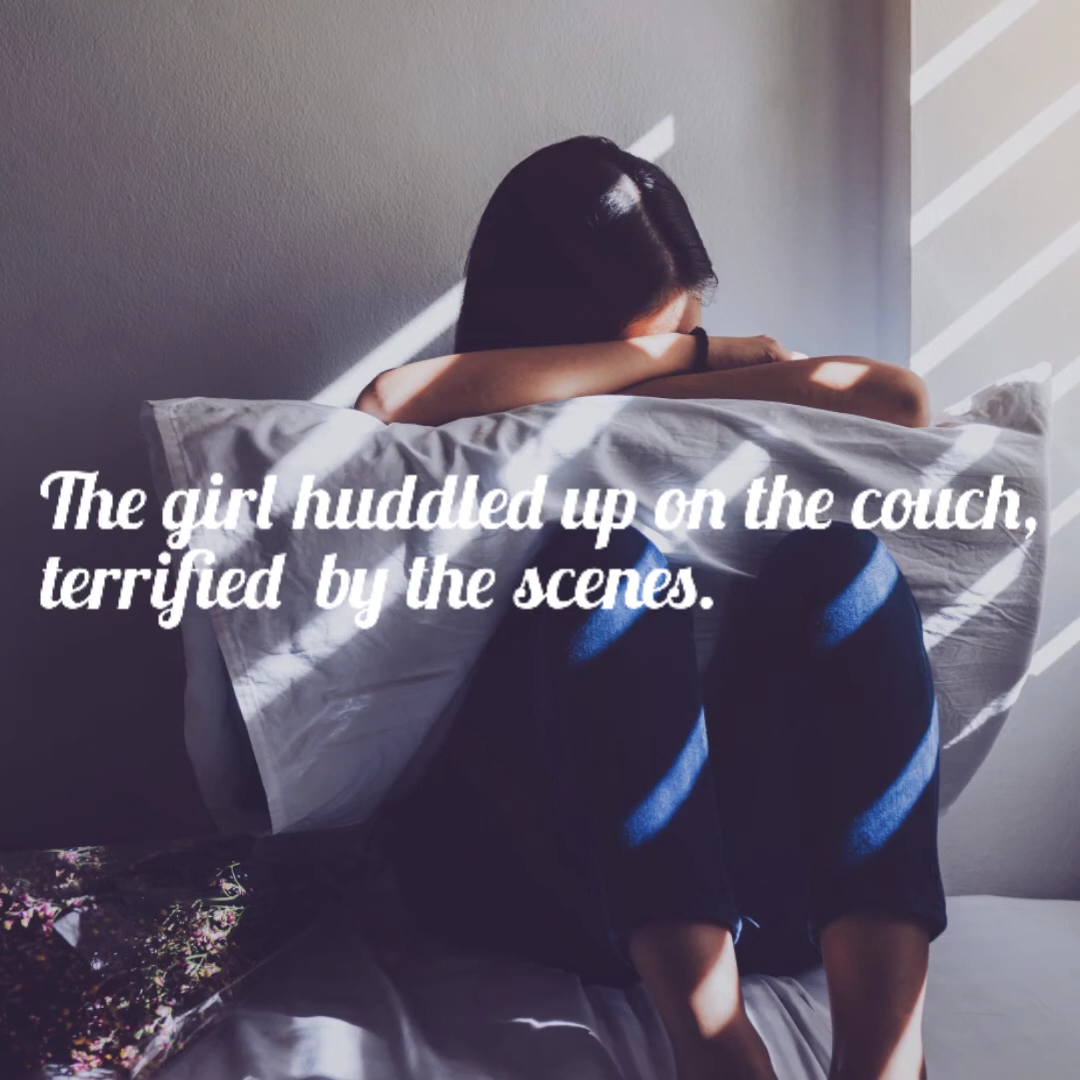 The girl huddled up on the couch,
terrified  by the scenes.